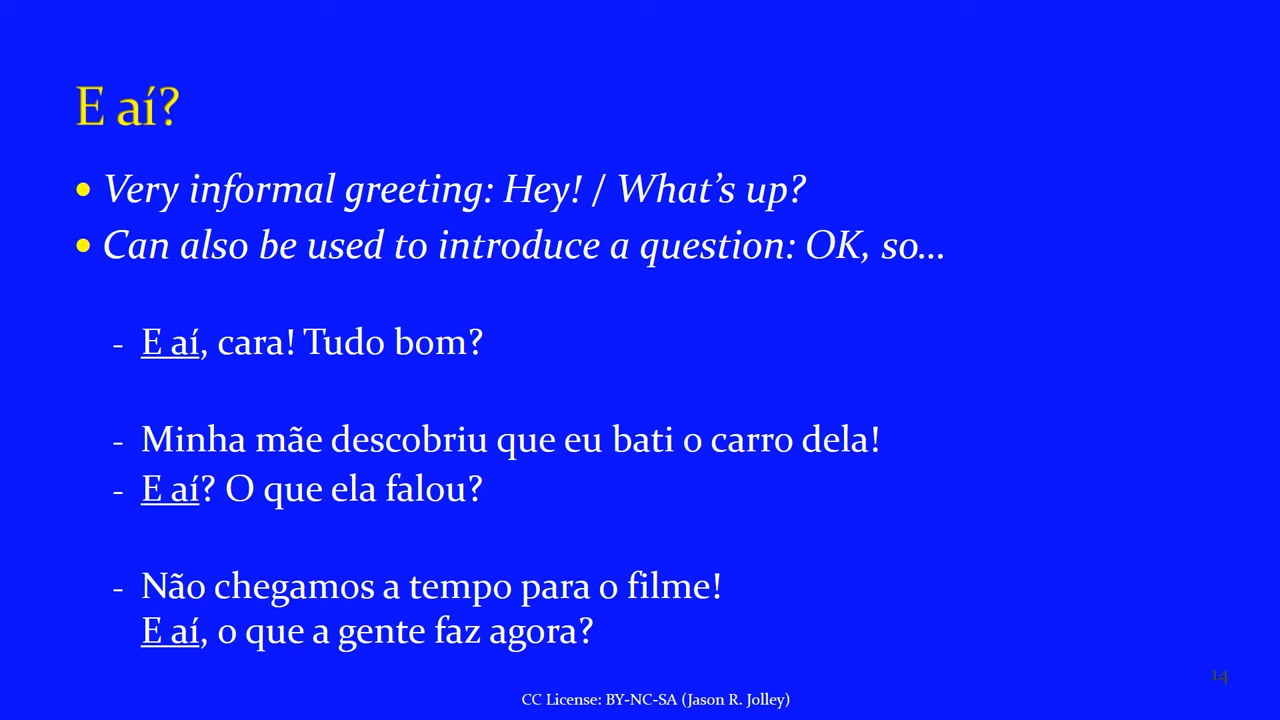 E aí?
• Very informal greeting: Hey! / What’s up?
• Can also be used to introduce a question: OK, so…
- E aí, cara! Tudo bom?
- Minha mãe descobriu que eu bati o carro dela!
- E aí? O que ela falou?
- Não chegamos a tempo para o filme!
E aí, o que a gente faz agora?
14
CC License: BY-NC-SA (Jason R. Jolley)